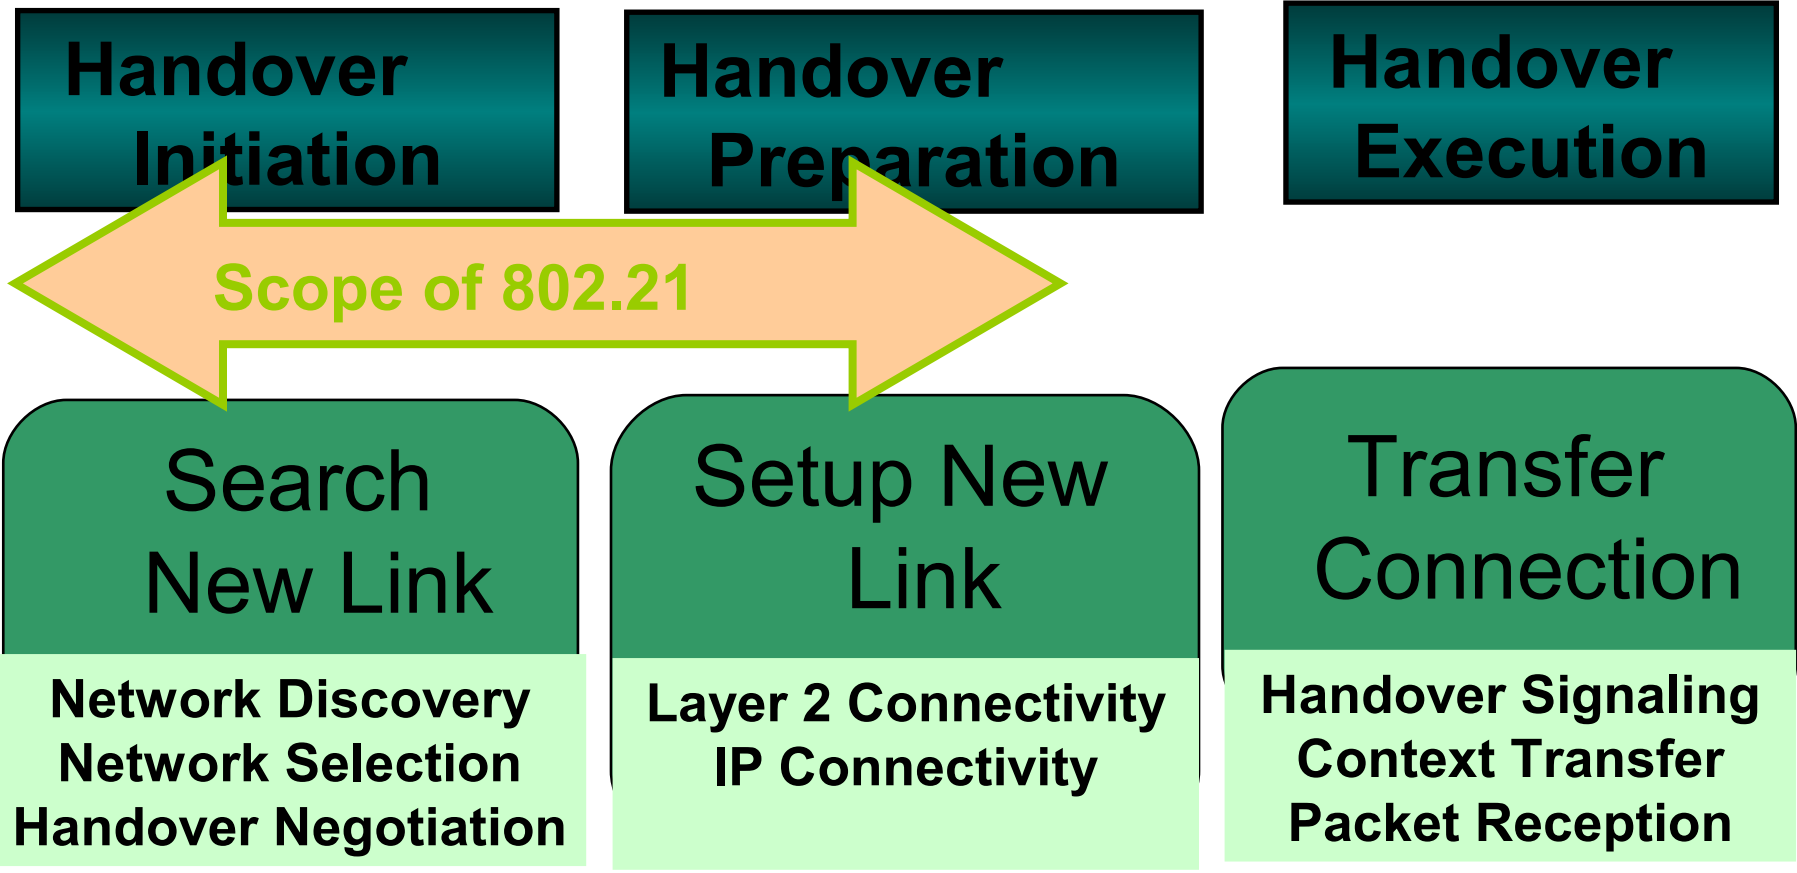 Handover
Initiation
Handover
Preparation
Handover
Execution
Scope of 802.21
Search
New Link
Network Discovery
Network Selection
Handover Negotiation
Setup New
Link
Layer 2 Connectivity
IP Connectivity
Transfer
Connection
Handover Signaling
Context Transfer
Packet Reception